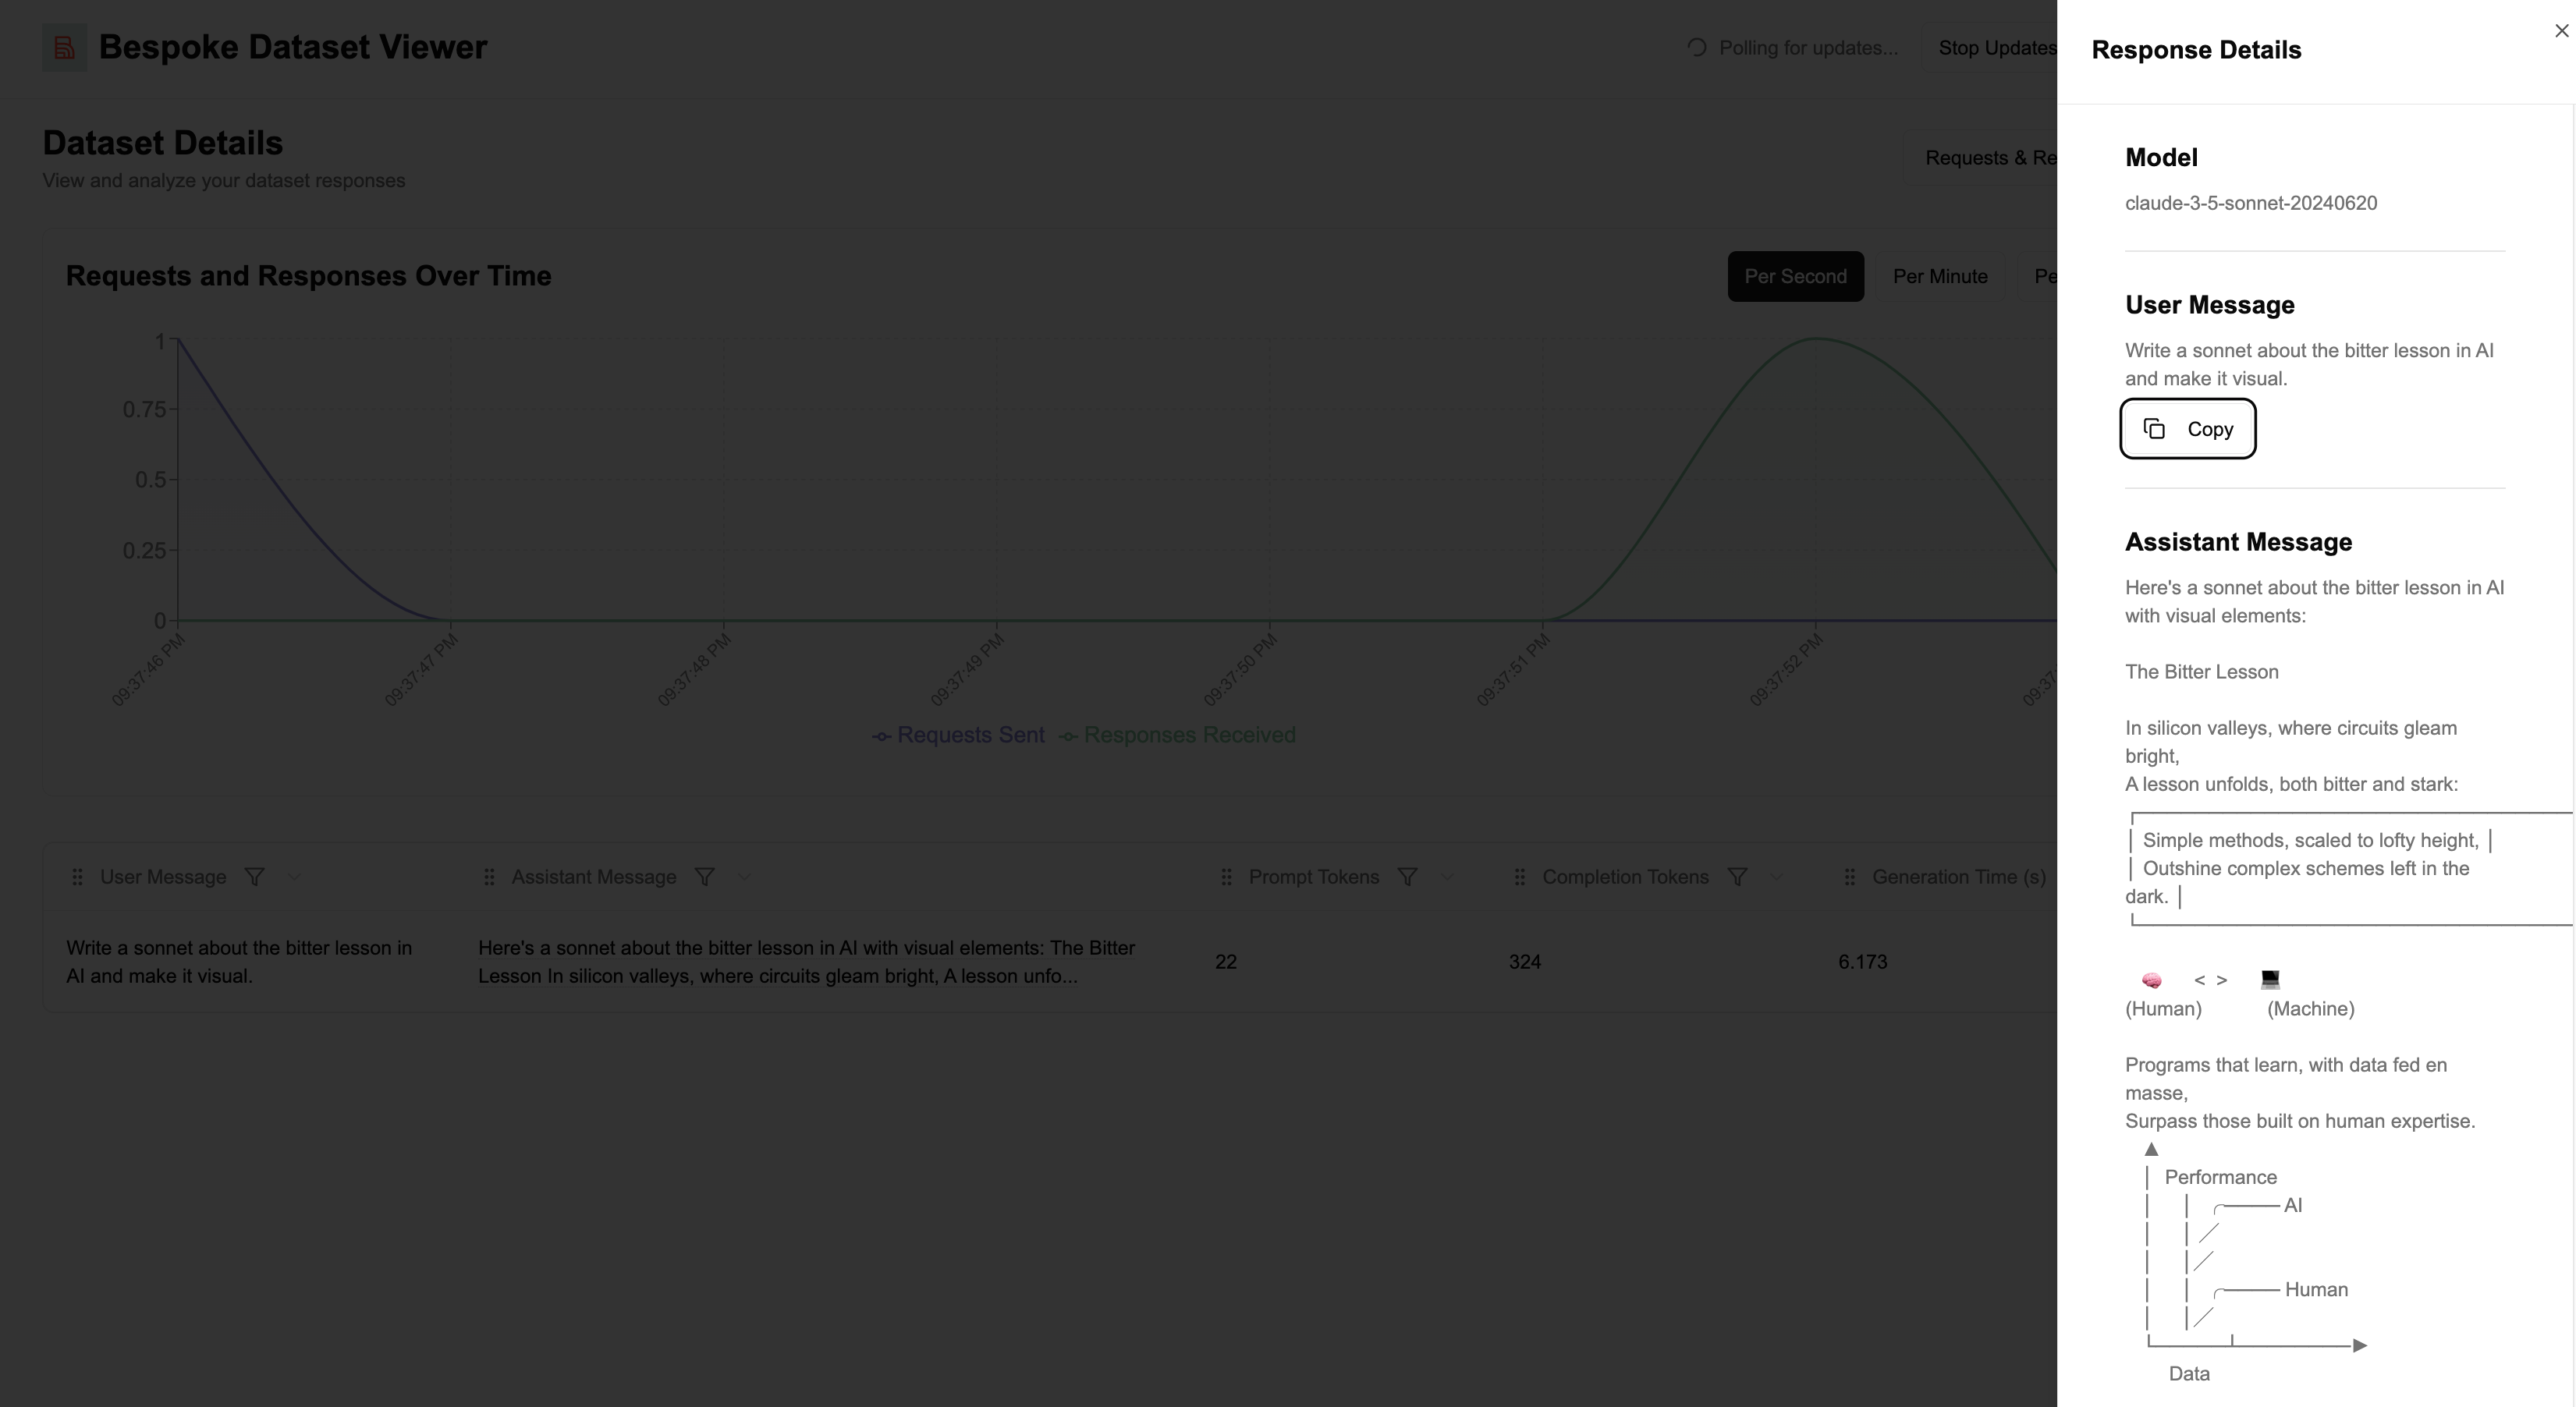 Bespoke Dataset Viewer
Polling for updates...
Stop Updates
Dataset Details
View and analyze your dataset responses
Requests & Re
Requests and Responses Over Time
Per Second
Per Minute
Pe
1
0.75
0.5
0.25
0
09:37:46 PM
09:37:47 PM
09:37:48 PM
09:37:49 PM
09:37:50 PM
09:37:51 PM
09:37:52 PM
09:37
Requests Sent
Responses Received
User Message
Assistant Message
Prompt Tokens
Completion Tokens
Generation Time (s)
Write a sonnet about the bitter lesson in
AI and make it visual.
Here's a sonnet about the bitter lesson in AI with visual elements: The Bitter
Lesson In silicon valleys, where circuits gleam bright, A lesson unfo...
22
324
6.173
Response Details
Model
claude-3-5-sonnet-20240620
User Message
Write a sonnet about the bitter lesson in AI
and make it visual.
Copy
Assistant Message
Here's a sonnet about the bitter lesson in AI
with visual elements:
The Bitter Lesson
In silicon valleys, where circuits gleam
bright,
A lesson unfolds, both bitter and stark:
│ Simple methods, scaled to lofty height, │
│ Outshine complex schemes left in the
dark. │
🧠 < > 💻
(Human) (Machine)
Programs that learn, with data fed en
masse,
Surpass those built on human expertise.
Performance
AI
Human
Data